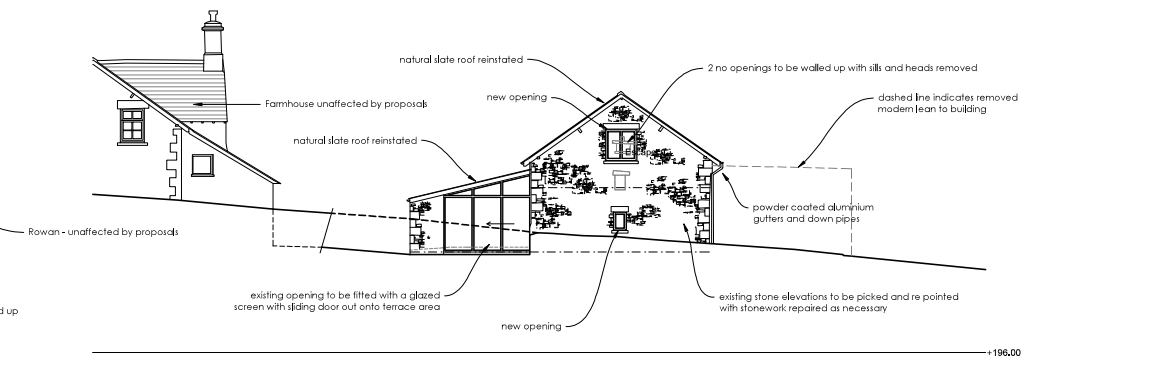 natural slate roof reinstated
2 no openings to be walled up with sills and heads removed
new opening
dashed line indicates removed
modern lean to building
Farmhouse unaffected by proposals
natural slate roof reinstated
powder coated aluminium
gutters and down pipes
Rowan - unaffected by proposals
existing opening to be fitted with a glazed
screen with sliding door out onto terrace area
existing stone elevations to be picked and re pointed
with stonework repaired as necessary
d up
new opening
+196.00